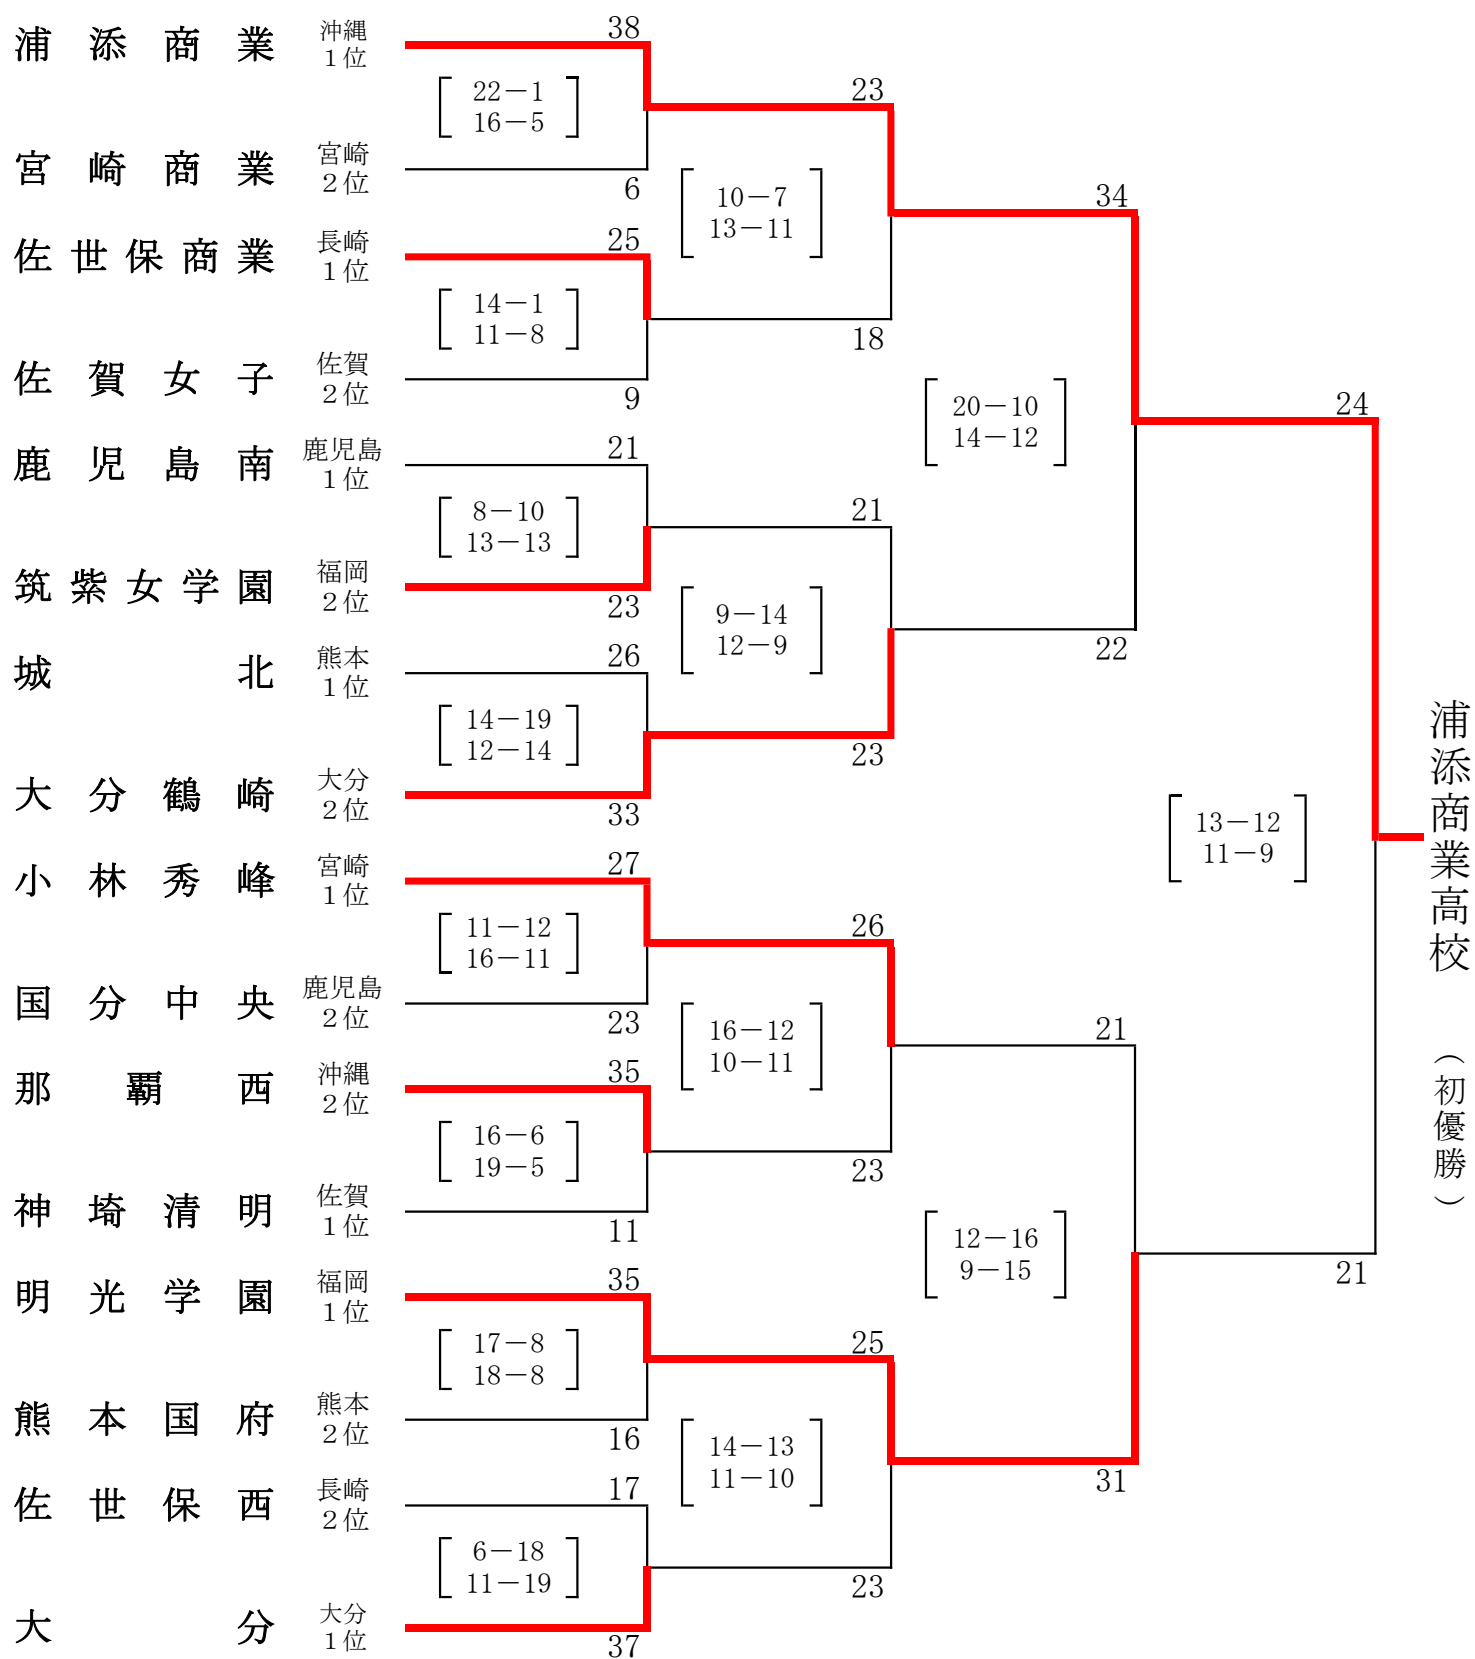 浦添商業 沖縄１位 38
22－1
16－5
宮崎商業 宮崎２位 6
佐世保商業 長崎１位 25
14－1
11－8
佐賀女子 佐賀２位 9
鹿児島南 鹿児島１位 21
8－10
13－13
筑紫女学園 福岡２位 23
城北 熊本１位 26
14－19
12－14
大分鶴崎 大分２位 33
小林秀峰 宮崎１位 27
11－12
16－11
国分中央 鹿児島２位 23
那覇西 沖縄２位 35
16－6
19－5
神埼清明 佐賀１位 11
明光学園 福岡１位 35
17－8
18－8
熊本国府 熊本２位 16
佐世保西 長崎２位 17
6－18
11－19
大分 大分１位 37
23
10－7
13－11
18
21
9－14
12－9
23
26
16－12
10－11
23
25
14－13
11－10
23
34
20－10
14－12
22
21
12－16
9－15
31
24
13－12
11－9
21
浦添商業高校（初優勝）